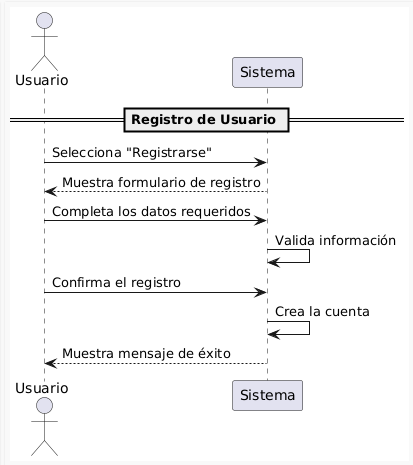 Usuario
Sistema
Registro de Usuario
Selecciona "Registrarse"
Muestra formulario de registro
Completa los datos requeridos
Valida información
Confirma el registro
Crea la cuenta
Muestra mensaje de éxito
Usuario
Sistema